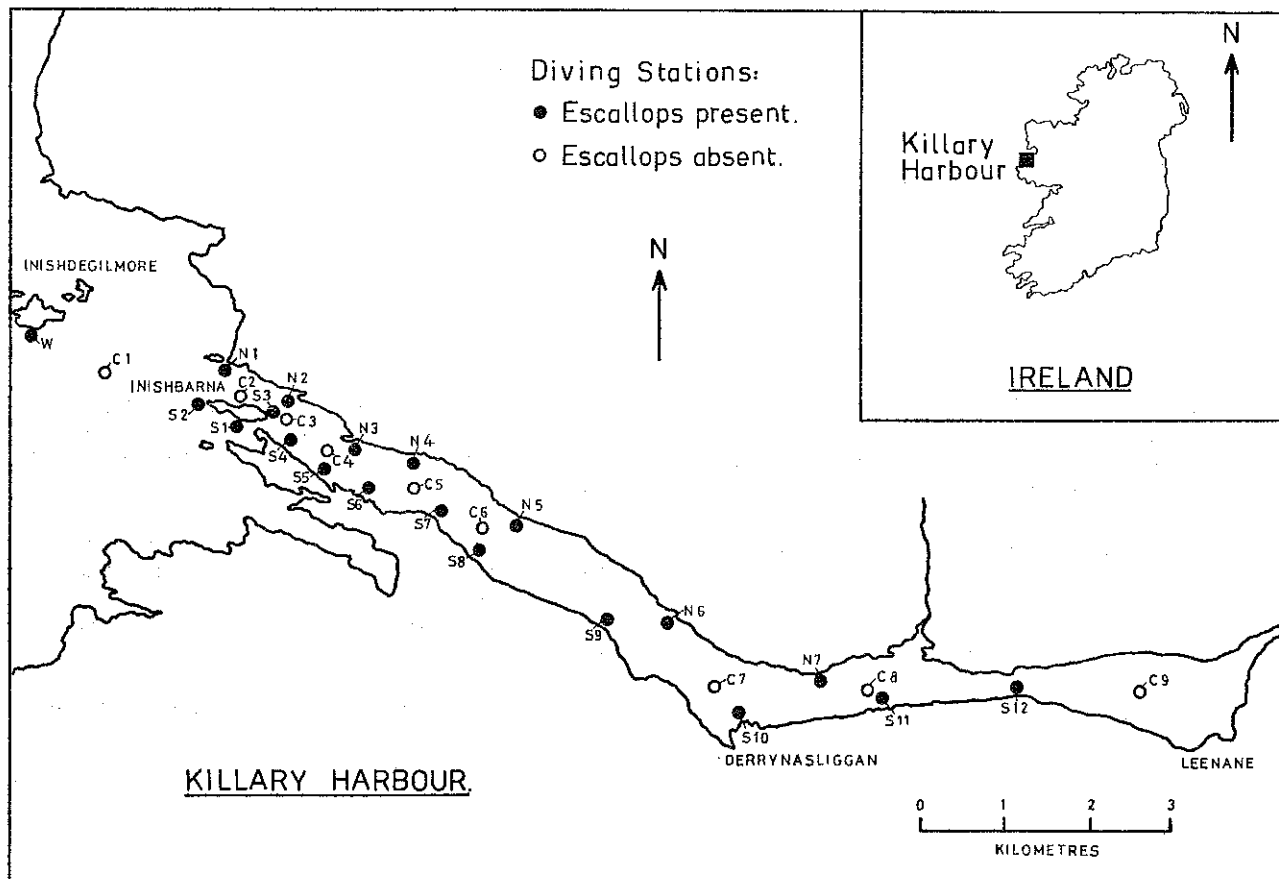 Diving Stations:
● Escallops present.
○ Escallops absent.
N
Killary
Harbour
IRELAND
N
INISHDEGILMORE
W
C1
N1
INISHBARNA
C2
N2
S3
S2
C3
S1
N3
S4
C4
N4
S5
C5
S6
N5
C6
S7
S8
N6
S9
N7
C7
C8
C9
S12
S11
S10
DERRYNASLIGGAN
LEENANE
KILLARY HARBOUR.
0 1 2 3
KILOMETRES